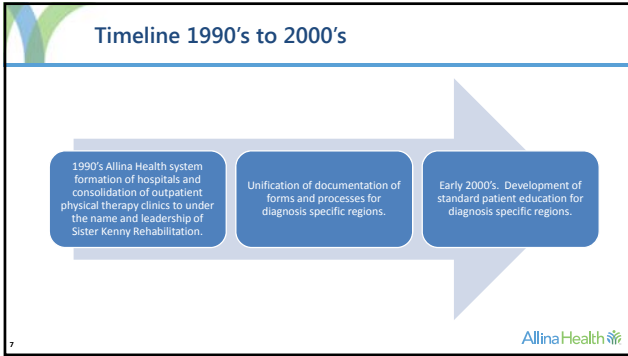 Timeline 1990's to 2000's
1990's Allina Health system
formation of hospitals and
consolidation of outpatient
physical therapy clinics to under
the name and leadership of
Sister Kenny Rehabilitation.
Unification of documentation of
forms and processes for
diagnosis specific regions.
Early 2000's. Development of
standard patient education for
diagnosis specific regions.
7
Allina Health